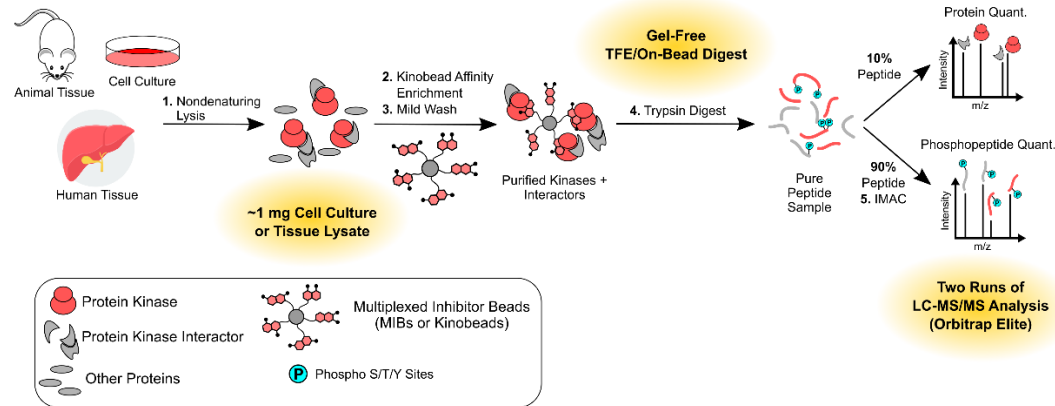 Animal Tissue
Cell Culture
Human Tissue
1. Nondenaturing
Lysis
~1 mg Cell Culture
or Tissue Lysate
2. Kinobead Affinity
Enrichment
3. Mild Wash
Purified Kinases +
Interactors
Gel-Free
TFE/On-Bead Digest
4. Trypsin Digest
P
P
P
P
P
Pure
Peptide
Sample
10%
Peptide
90%
Peptide
5. IMAC
Protein Quant.
Intensity
m/z
Phosphopeptide Quant.
P
P
P
P
Intensity
m/z
Two Runs of
LC-MS/MS Analysis
(Orbitrap Elite)
Protein Kinase
Protein Kinase Interactor
Other Proteins
Multiplexed Inhibitor Beads
(MIBs or Kinobeads)
P
Phospho S/T/Y Sites